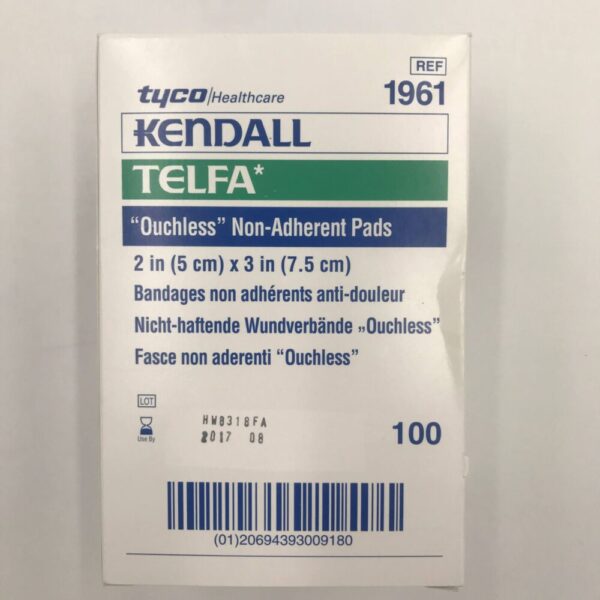 REF
tyco/Healthcare 1961
KENDALL
TELFA*
“Ouchless” Non-Adherent Pads
2 in (5 cm) x 3 in (7.5 cm)
Bandages non adhérents anti-douleur
Nicht-haftende Wundverbände „Ouchless”
Fasce non aderenti “Ouchless”
LOT HW0318FA
Use By 2017 08
100
(01)20694393009180